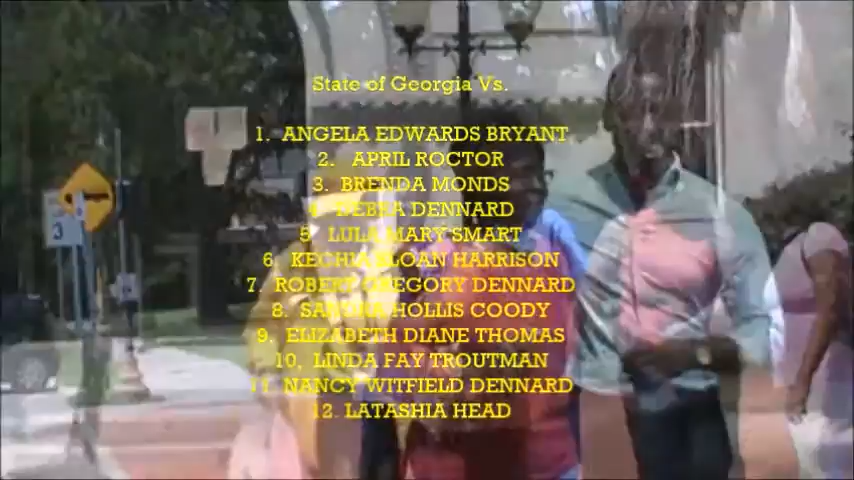 State of Georgia Vs.
1. ANGELA EDWARDS BRYANT
2. APRIL ROCTOR
3. BRENDA MONDS
4. DEBRA DENNARD
5. LULA MARY SMART
6. KECHIA SLOAN HARRISON
7. ROBERT GREGORY DENNARD
8. SANDRA HOLLIS COODY
9. ELIZABETH DIANE THOMAS
10. LINDA FAY TROUTMAN
11. NANCY WITFIELD DENNARD
12. LATASHIA HEAD
3